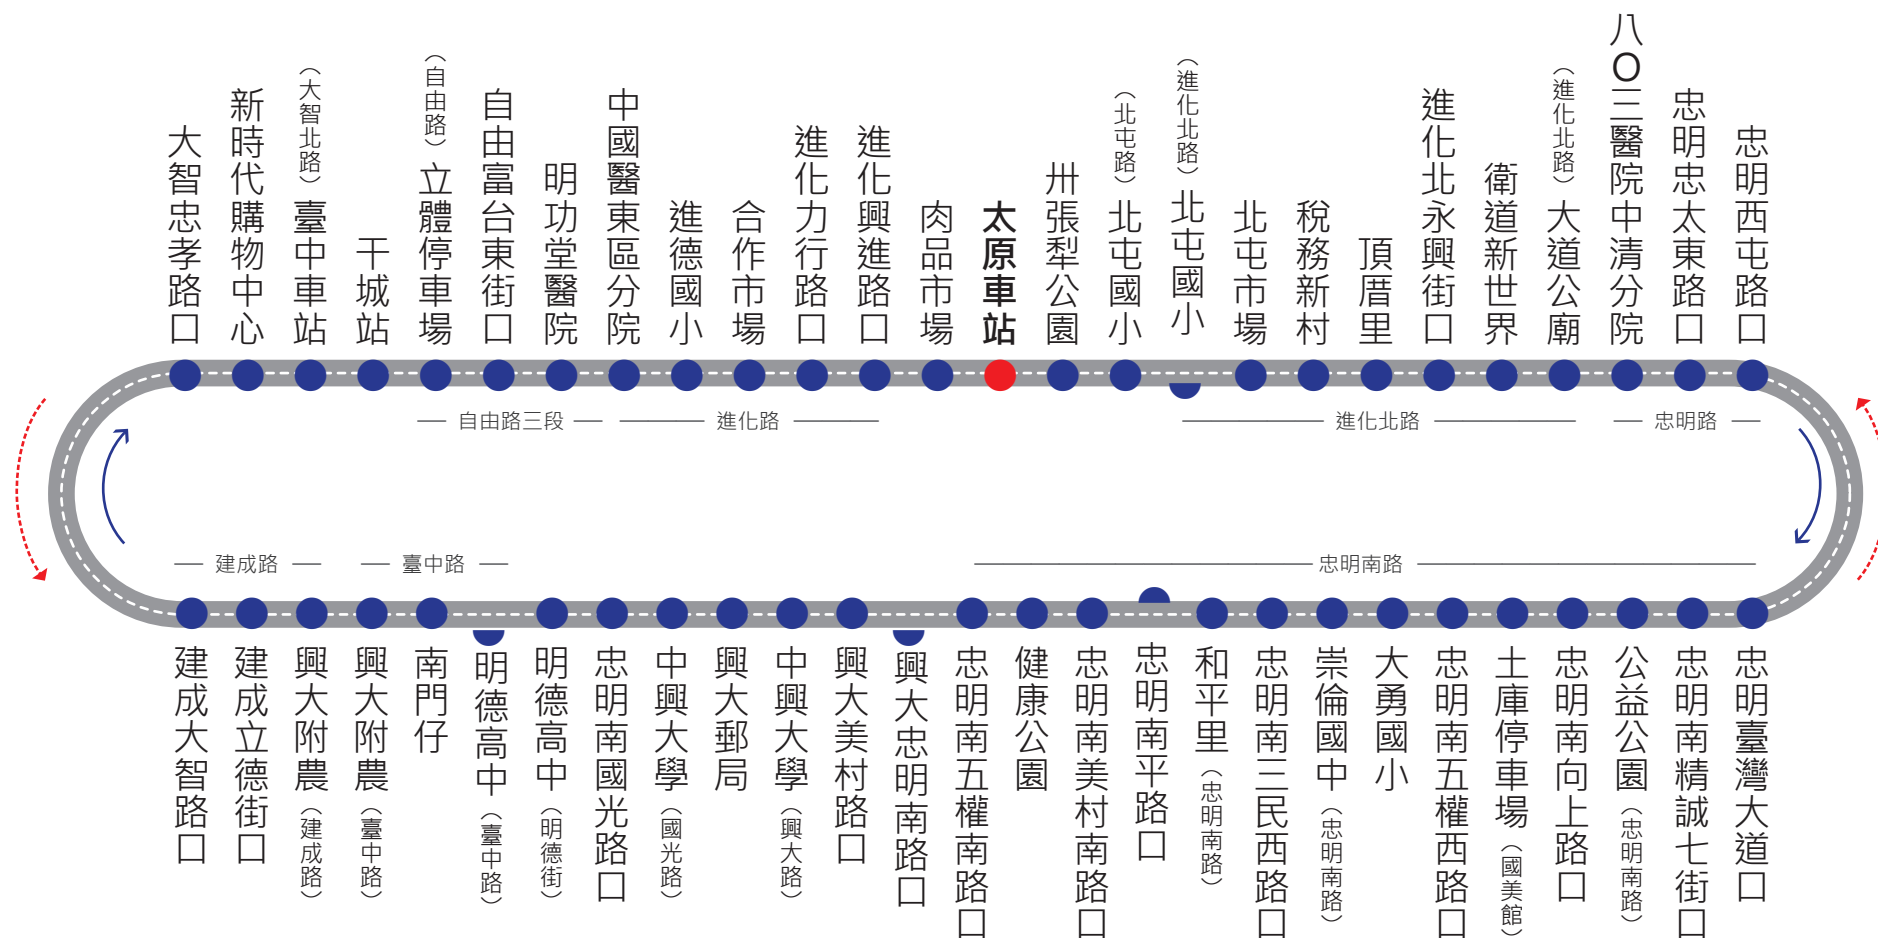 大智忠孝路口
新時代購物中心
（大智北路）臺中車站
干城站
（自由路）立體停車場
自由富台東街口
明功堂醫院
中國醫東區分院
進德國小
合作市場
進化力行路口
進化興進路口
肉品市場
太原車站
卅張犁公園
（北屯路）北屯國小
（進化北路）北屯國小
北屯市場
稅務新村
頂厝里
進化北永興街口
衛道新世界
（進化北路）大道公廟
八〇三醫院中清分院
忠明忠太東路口
忠明西屯路口
自由路三段
進化路
進化北路
忠明路
建成路
臺中路
忠明南路
建成大智路口
建成立德街口
興大附農（建成路）
興大附農（臺中路）
南門仔
明德高中（臺中路）
明德高中（明德街）
忠明南國光路口
中興大學（國光路）
興大郵局
中興大學（興大路）
興大美村路口
興大忠明南路口
忠明南五權南路口
健康公園
忠明南美村南路口
忠明南平路口
和平里（忠明南路）
忠明南三民西路口
崇倫國中（忠明南路）
大勇國小
忠明南五權西路口
土庫停車場（國美館）
忠明南向上路口
公益公園（忠明南路）
忠明南精誠七街口
忠明臺灣大道口